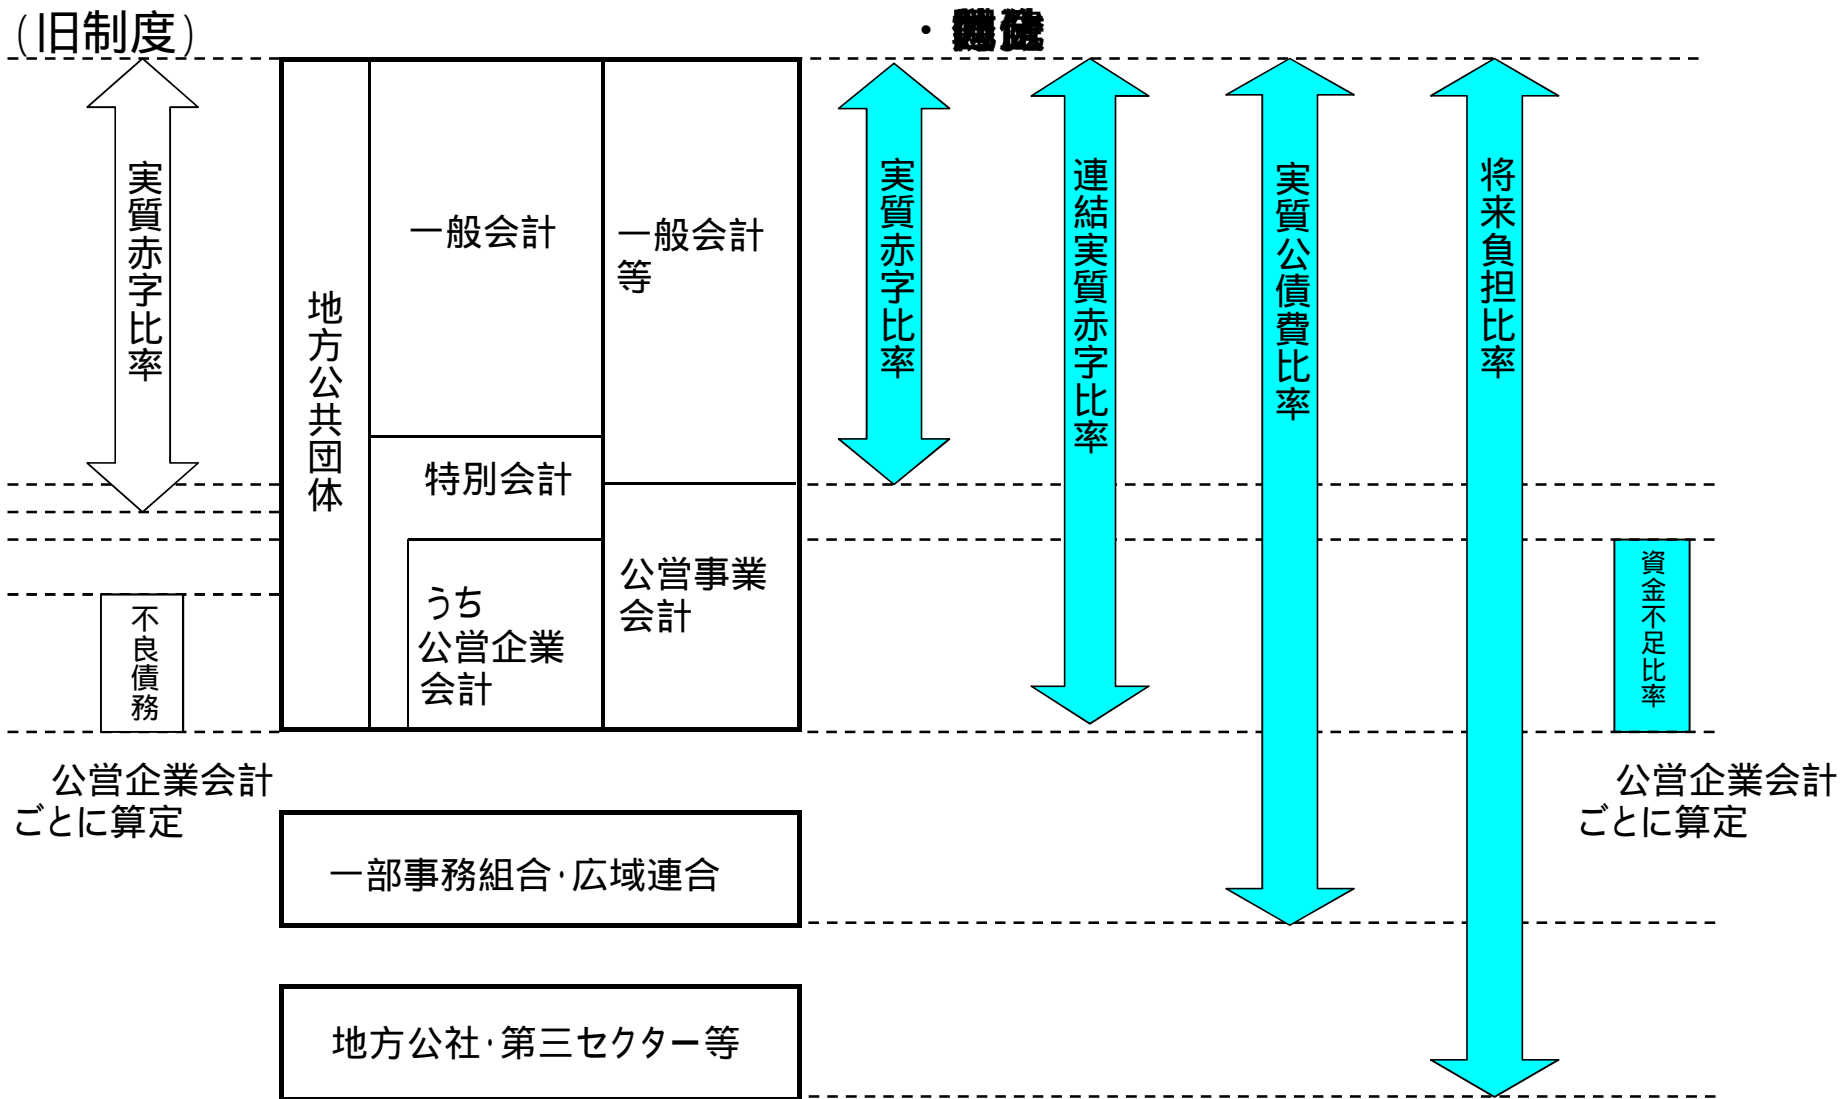 (旧制度)
実質赤字比率
不良債務
公営企業会計
ごとに算定
地方公共団体
一般会計
特別会計
うち
公営企業
会計
一般会計
等
公営事業
会計
一部事務組合・広域連合
地方公社・第三セクター等
実質赤字比率
連結実質赤字比率
実質公債費比率
将来負担比率
資金不足比率
公営企業会計
ごとに算定